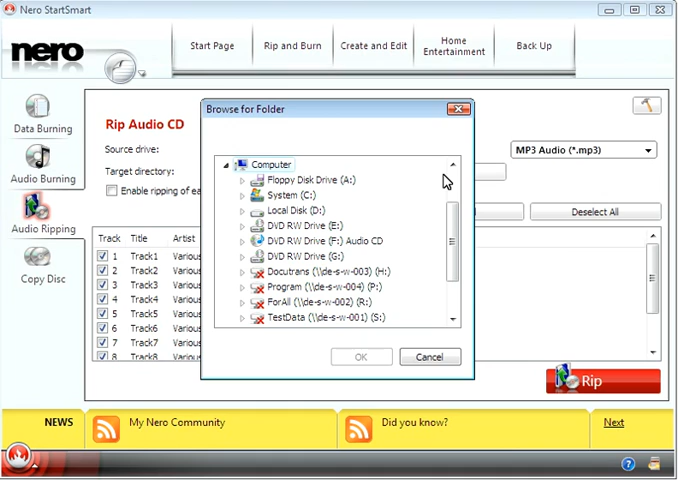 Nero StartSmart
nero
Start Page
Rip and Burn
Create and Edit
Home
Entertainment
Back Up
Data Burning
Audio Burning
Audio Ripping
Copy Disc
Rip Audio CD
Source drive:
Target directory:
Enable ripping of ea
MP3 Audio (*.mp3)
Deselect All
Browse for Folder
Computer
Floppy Disk Drive (A:)
System (C:)
Local Disk (D:)
DVD RW Drive (E:)
DVD RW Drive (F:) Audio CD
DVD RW Drive (G:)
Docutrans (\\de-s-w-003) (H:)
Program (\\de-s-w-004) (P:)
ForAll (\\de-s-w-002) (R:)
TestData (\\de-s-w-001) (S:)
OK
Cancel
Track Title Artist
1 Track1 Various
2 Track2 Various
3 Track3 Various
4 Track4 Various
5 Track5 Various
6 Track6 Various
7 Track7 Various
8 Track8 Various
Rip
NEWS
My Nero Community
Did you know?
Next